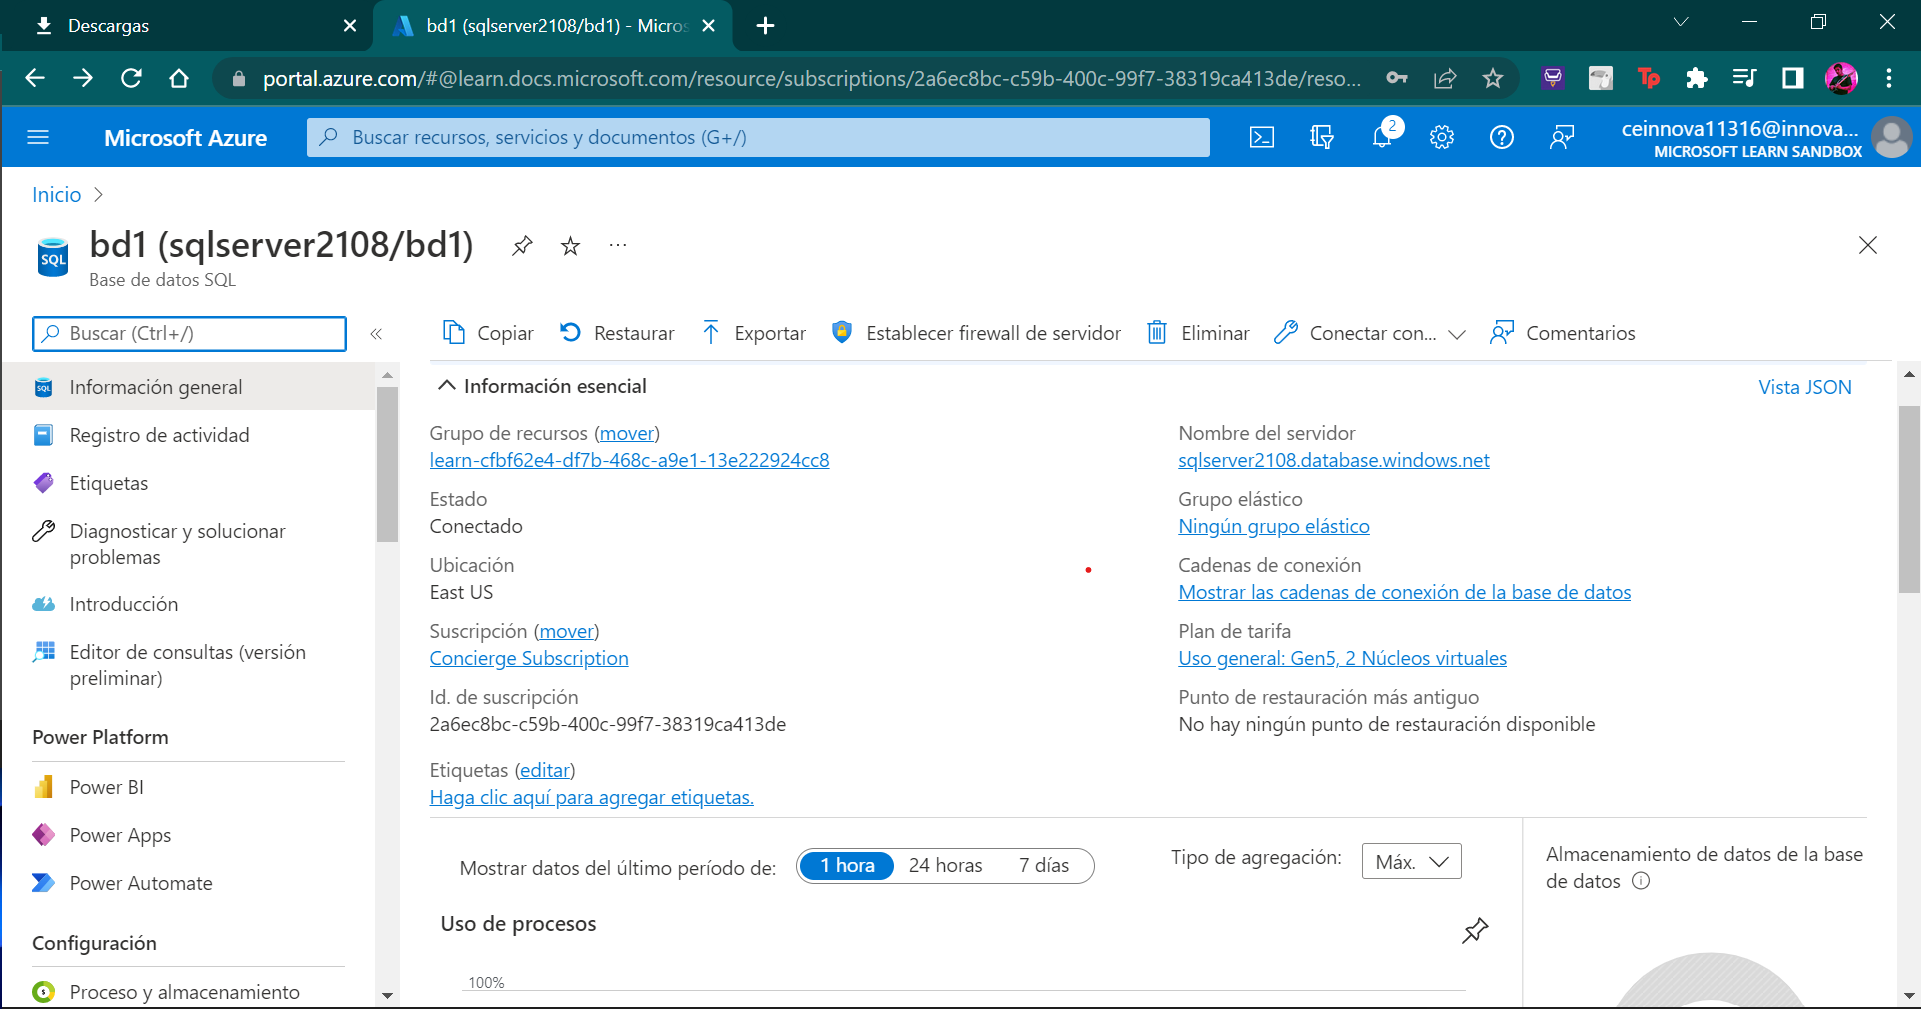 Descargas
bd1 (sqlserver2108/bd1) - Micros
portal.azure.com/#@learn.docs.microsoft.com/resource/subscriptions/2a6ec8bc-c59b-400c-99f7-38319ca413de/reso...
Microsoft Azure
Buscar recursos, servicios y documentos (G+/)
2
ceinnova11316@innova...
MICROSOFT LEARN SANDBOX
Inicio
bd1 (sqlserver2108/bd1)
...
SQL
Base de datos SQL
Buscar (Ctrl+/)
Copiar
Restaurar
Exportar
Establecer firewall de servidor
Eliminar
Conectar con...
Comentarios
Información general
Registro de actividad
Etiquetas
Diagnosticar y solucionar
problemas
Introducción
Editor de consultas (versión
preliminar)
Power Platform
Power BI
Power Apps
Power Automate
Configuración
Proceso y almacenamiento
Información esencial
Vista JSON
Grupo de recursos (mover)
learn-cfbf62e4-df7b-468c-a9e1-13e222924cc8
Estado
Conectado
Ubicación
East US
Suscripción (mover)
Concierge Subscription
Id. de suscripción
2a6ec8bc-c59b-400c-99f7-38319ca413de
Etiquetas (editar)
Haga clic aquí para agregar etiquetas.
Nombre del servidor
sqlserver2108.database.windows.net
Grupo elástico
Ningún grupo elástico
Cadenas de conexión
Mostrar las cadenas de conexión de la base de datos
Plan de tarifa
Uso general: Gen5, 2 Núcleos virtuales
Punto de restauración más antiguo
No hay ningún punto de restauración disponible
Mostrar datos del último período de:
1 hora
24 horas
7 días
Tipo de agregación:
Máx.
Uso de procesos
100%
Almacenamiento de datos de la base
de datos